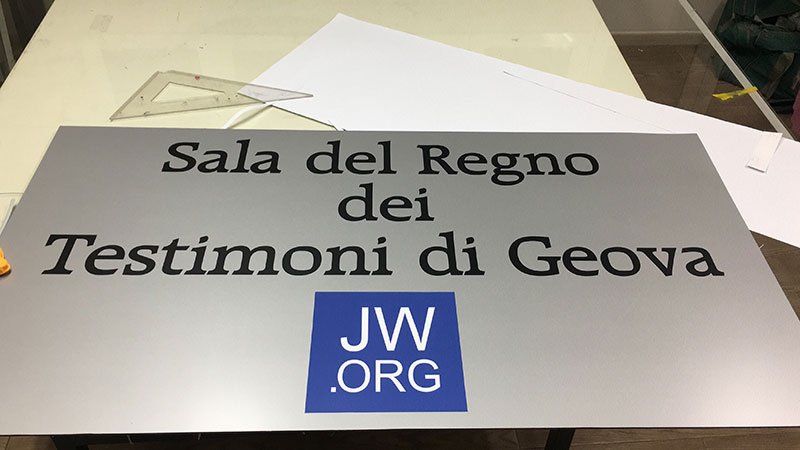 Sala del Regno
dei
Testimoni di Geova
JW
.ORG